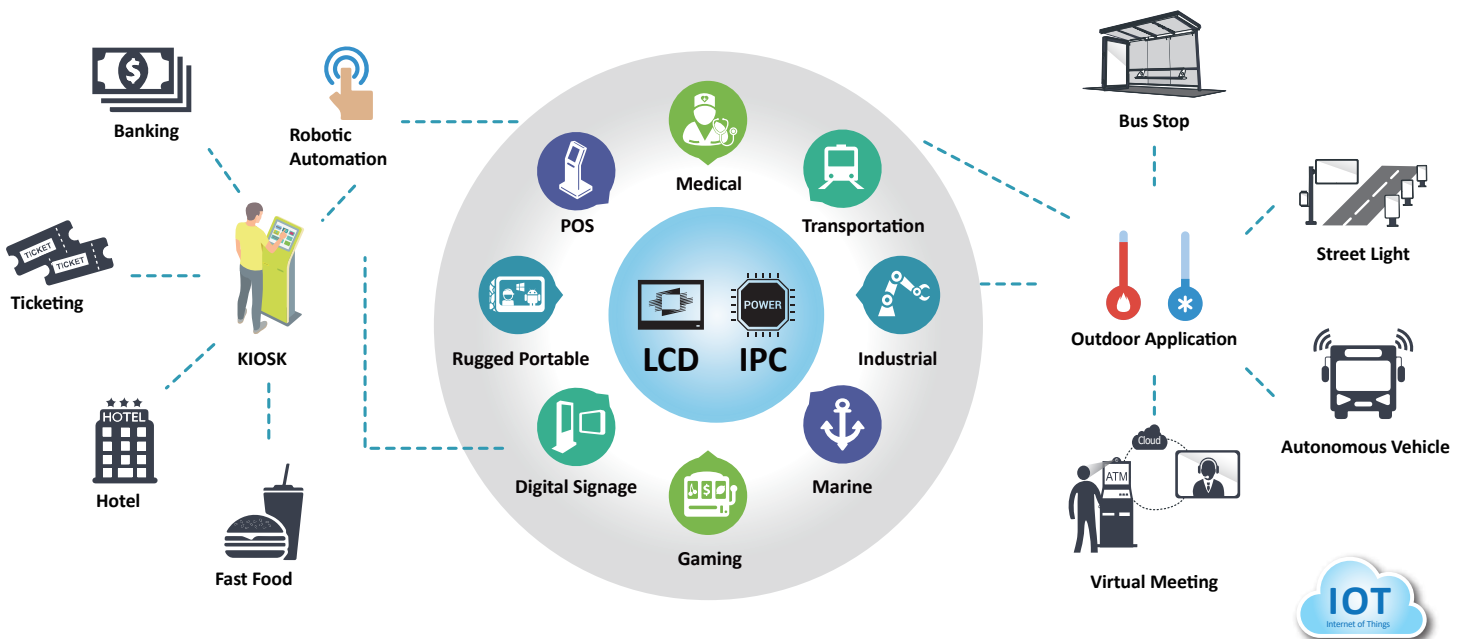 Banking
Robotic
Automation
TICKET
TICKET
Ticketing
KIOSK
HOTEL
Hotel
Fast Food
Medical
POS
Transportation
Rugged Portable
POWER
LCD
IPC
Industrial
Digital Signage
Marine
Gaming
Bus Stop
Street Light
Outdoor Application
Autonomous Vehicle
Cloud
ATM
Virtual Meeting
IOT
Internet of Things